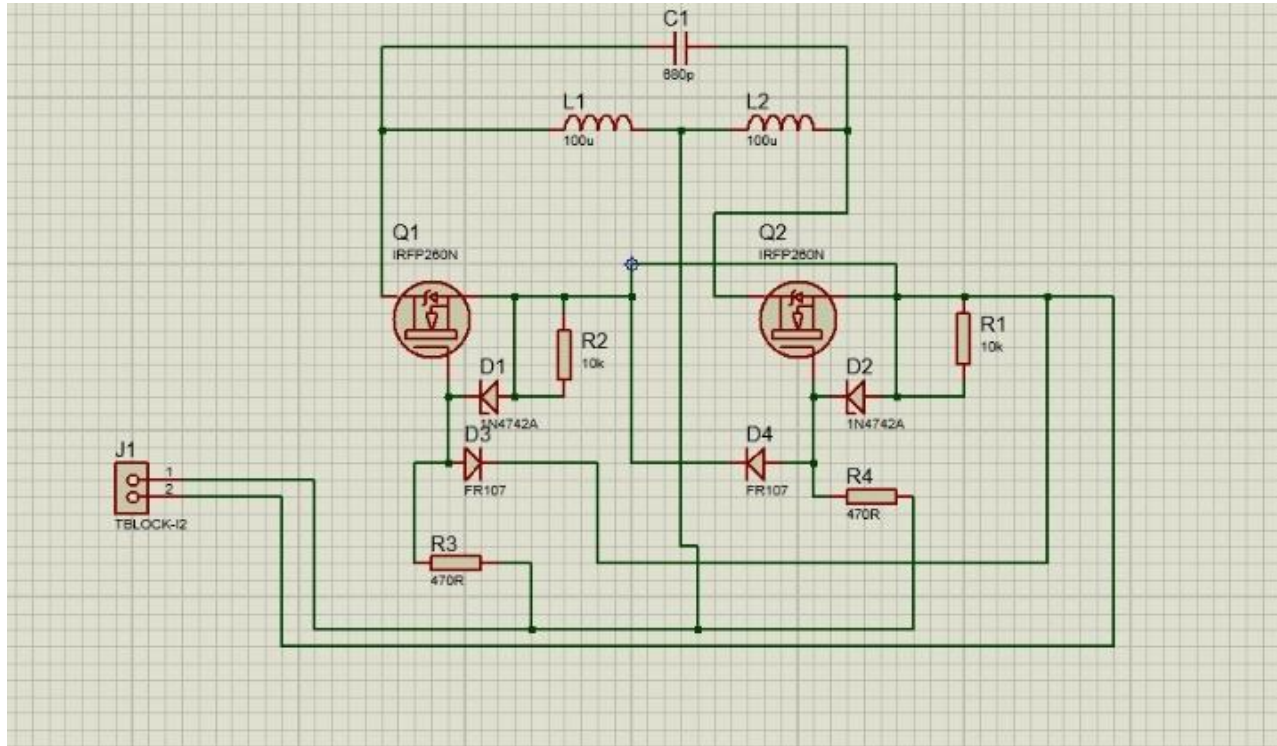 C1
680p
L1
100u
L2
100u
Q1
IRFP260N
Q2
IRFP260N
R2
10k
R1
10k
D1
1N4742A
D2
1N4742A
D3
FR107
D4
FR107
J1
1
2
TBLOCK-I2
R4
470R
R3
470R